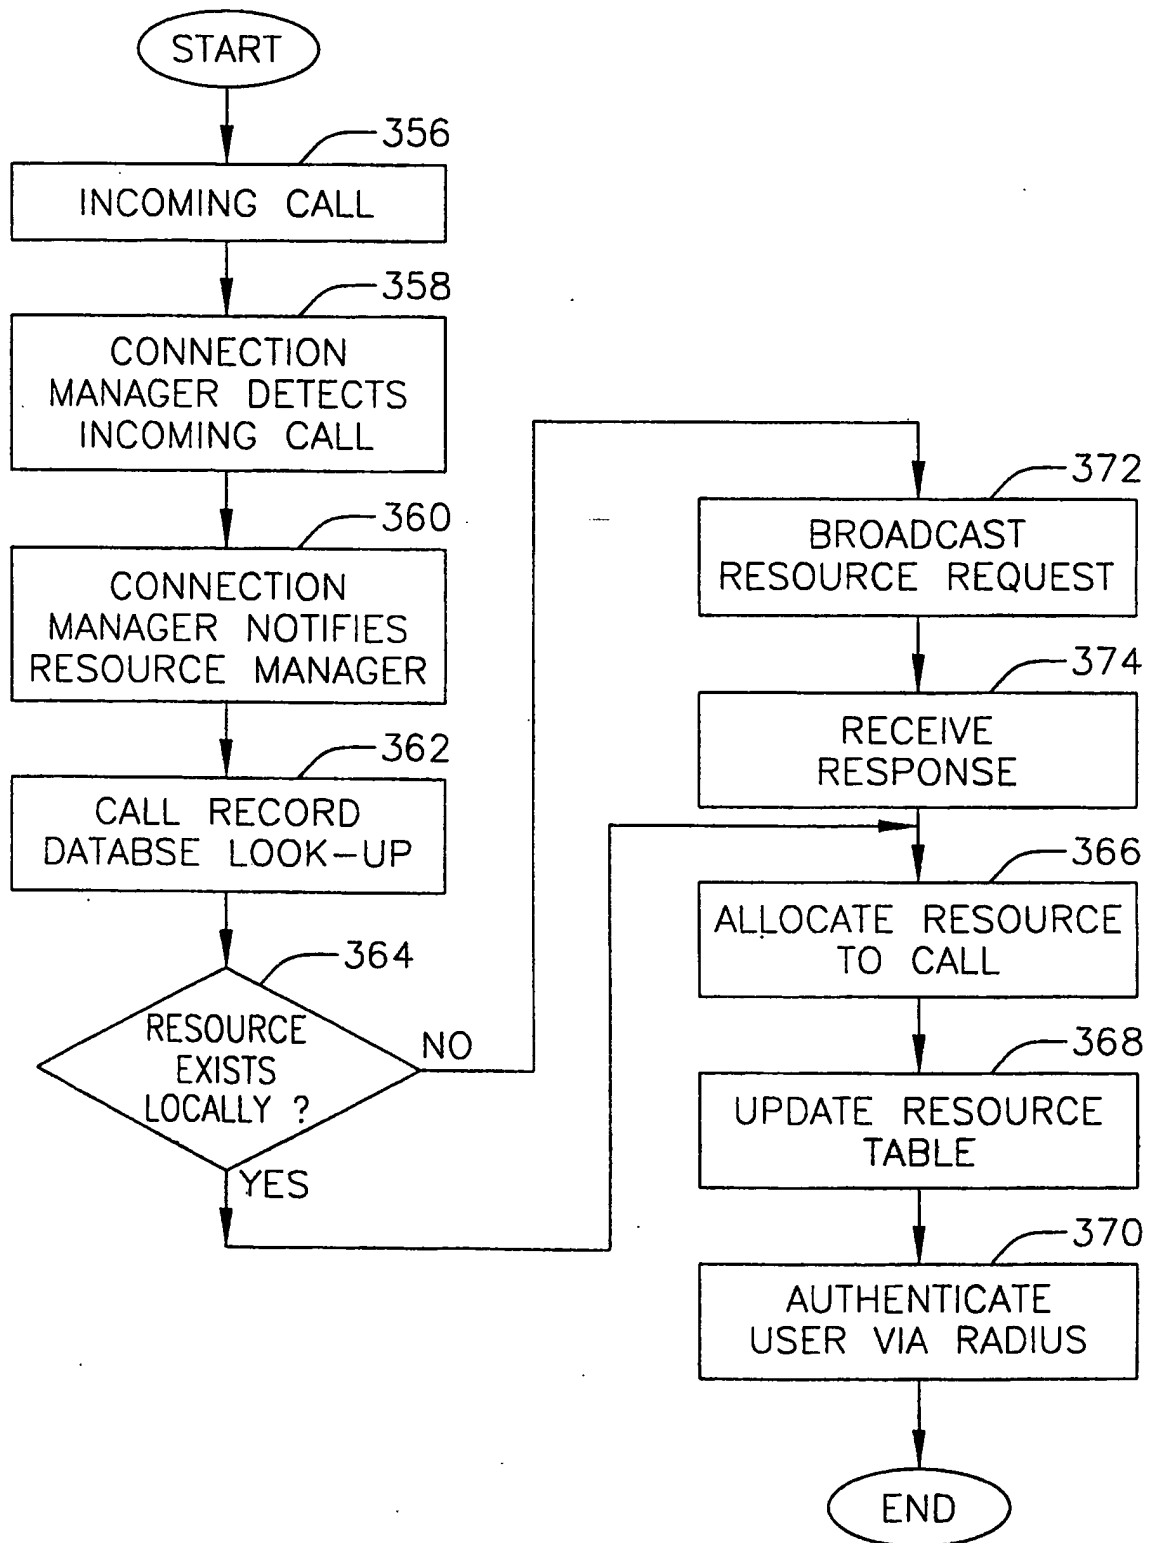 START
356
INCOMING CALL
358
CONNECTION
MANAGER DETECTS
INCOMING CALL
360
CONNECTION
MANAGER NOTIFIES
RESOURCE MANAGER
362
CALL RECORD
DATABSE LOOK-UP
364
RESOURCE
EXISTS
LOCALLY ?
NO
YES
372
BROADCAST
RESOURCE REQUEST
374
RECEIVE
RESPONSE
366
ALLOCATE RESOURCE
TO CALL
368
UPDATE RESOURCE
TABLE
370
AUTHENTICATE
USER VIA RADIUS
END